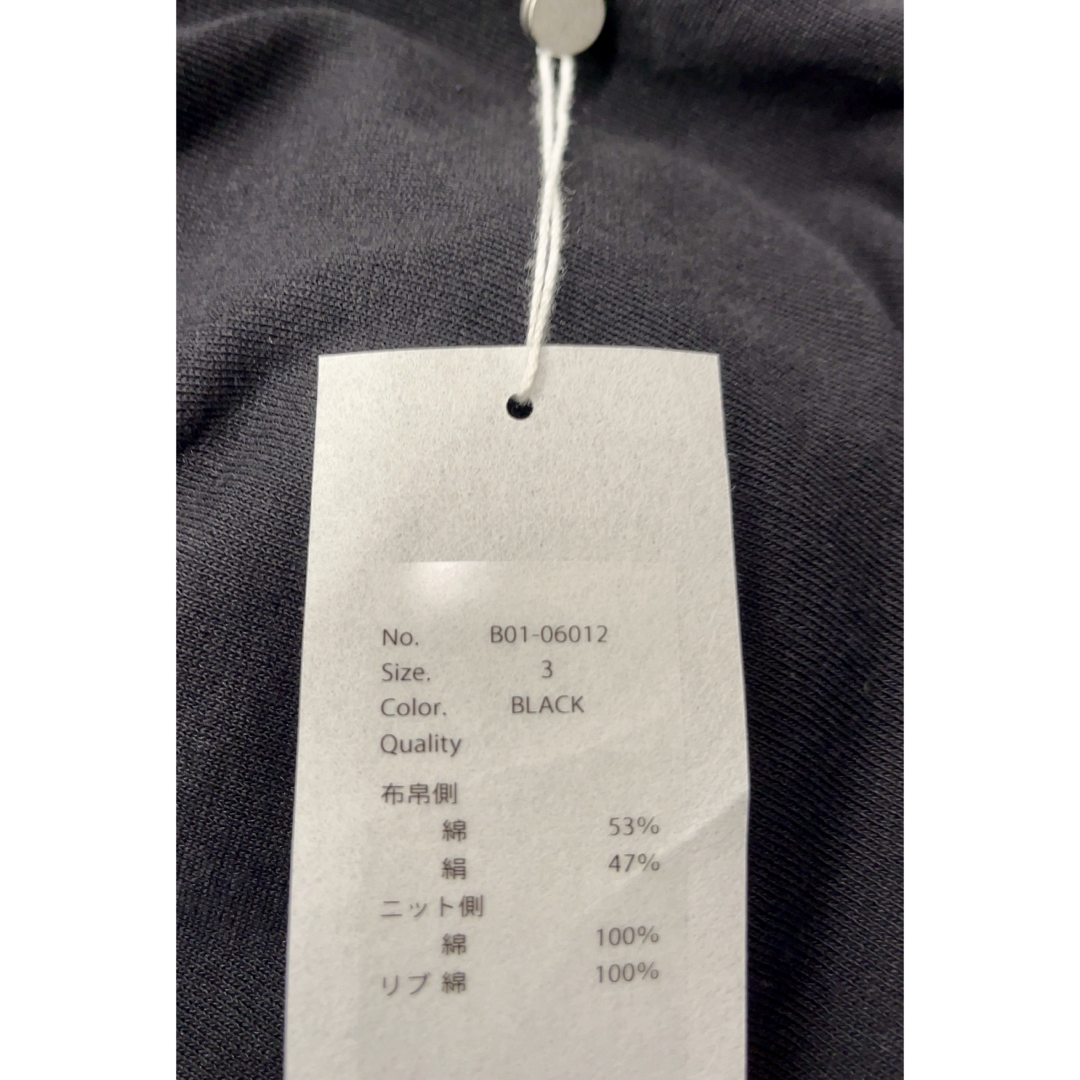 No. B01-06012
Size. 3
Color. BLACK
Quality
布帛側
綿 53%
絹 47%
ニット側
綿 100%
リブ 綿 100%